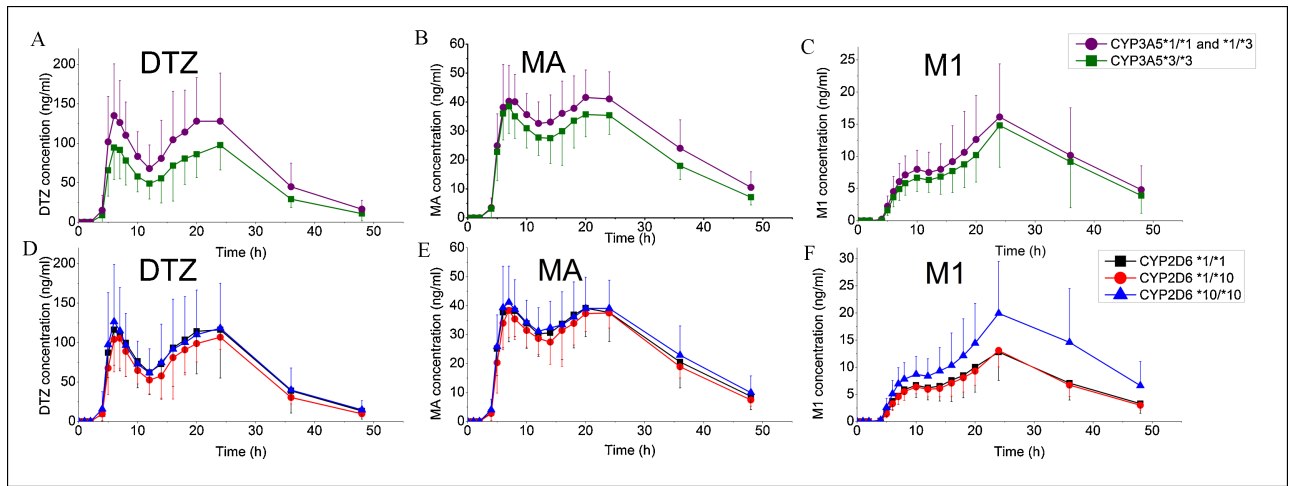 A
DTZ
DTZ concentration (ng/ml)
200
150
100
50
0
0 10 20 30 40 50
Time (h)
B
MA
MA concentration (ng/ml)
60
50
40
30
20
10
0
0 10 20 30 40 50
Time (h)
C
M1
M1 concentration (ng/ml)
25
20
15
10
5
0
0 10 20 30 40 50
Time (h)
CYP3A5*1/*1 and *1/*3
CYP3A5*3/*3
D
DTZ
DTZ concentration (ng/ml)
200
150
100
50
0
0 10 20 30 40 50
Time (h)
E
MA
MA concentration (ng/ml)
60
50
40
30
20
10
0
0 10 20 30 40 50
Time (h)
F
M1
M1 concentration (ng/ml)
30
25
20
15
10
5
0
0 10 20 30 40 50
Time (h)
CYP2D6 *1/*1
CYP2D6 *1/*10
CYP2D6 *10/*10